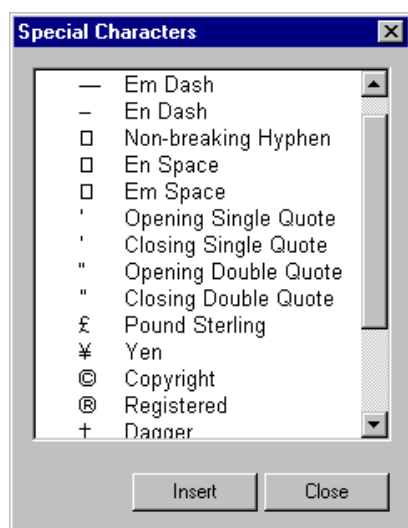 Special Characters
— Em Dash
– En Dash
□ Non-breaking Hyphen
□ En Space
□ Em Space
' Opening Single Quote
' Closing Single Quote
" Opening Double Quote
" Closing Double Quote
£ Pound Sterling
¥ Yen
© Copyright
® Registered
† Dagger
Insert Close